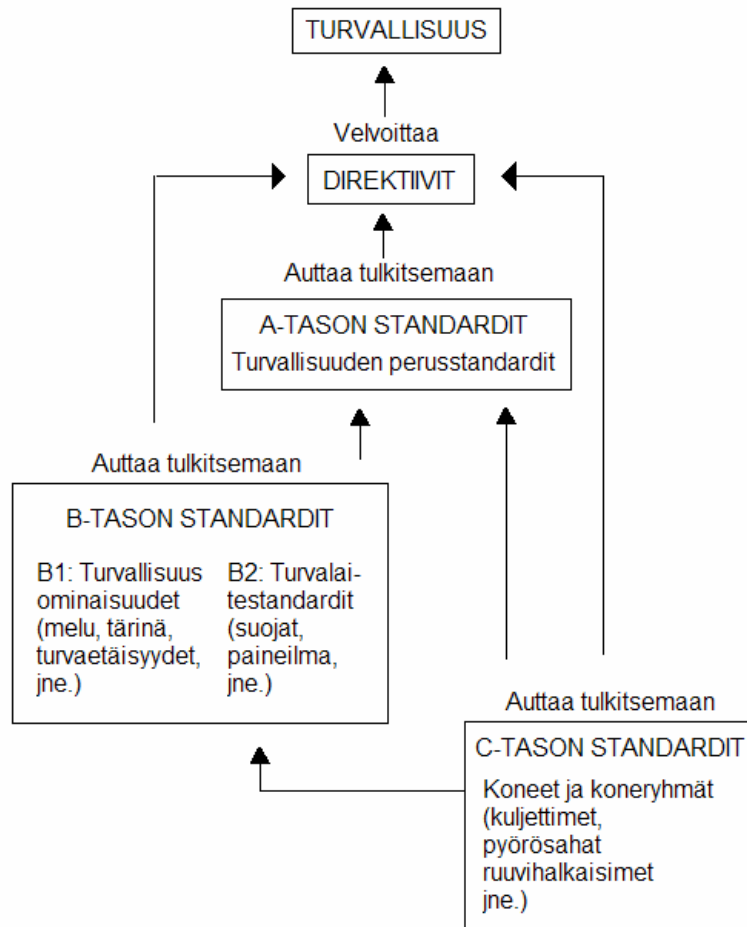 TURVALLISUUS
Velvoittaa
DIREKTIIVIT
Auttaa tulkitsemaan
A-TASON STANDARDIT
Turvallisuuden perusstandardit
Auttaa tulkitsemaan
B-TASON STANDARDIT
B1: Turvallisuus
ominaisuudet
(melu, tärinä,
turvaetäisyydet,
jne.)
B2: Turvalai-
testandardit
(suojat,
paineilma,
jne.)
Auttaa tulkitsemaan
C-TASON STANDARDIT
Koneet ja koneryhmät
(kuljettimet,
pyörösahat
ruuvihalkaisimet
jne.)